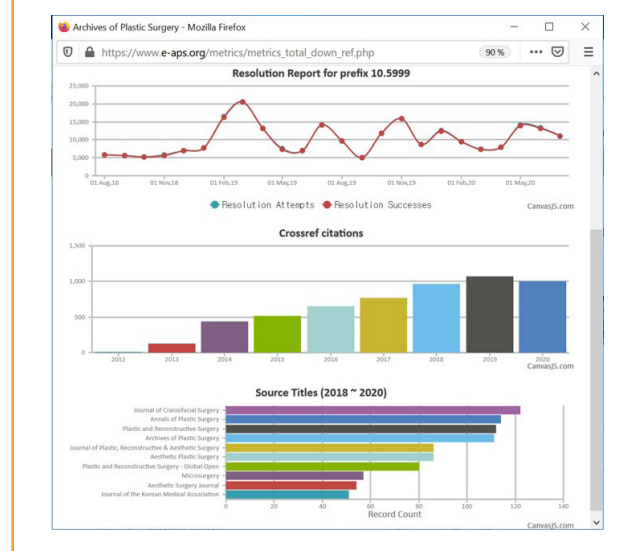 Archives of Plastic Surgery - Mozilla Firefox
https://www.e-aps.org/metrics/metrics_total_down_ref.php
90 %
Resolution Report for prefix 10.5999
25,000
20,000
15,000
10,000
5,000
0
01 Aug,18 01 Nov,18 01 Feb,19 01 May,19 01 Aug,19 01 Nov,19 01 Feb,20 01 May,20
Resolution Attempts Resolution Successes
CanvasJS.com
Crossref citations
1,500
1,000
500
0
2012 2013 2014 2015 2016 2017 2018 2019 2020
CanvasJS.com
Source Titles (2018 ~ 2020)
Journal of Craniofacial Surgery
Annals of Plastic Surgery
Plastic and Reconstructive Surgery
Archives of Plastic Surgery
Journal of Plastic, Reconstructive & Aesthetic Surgery
Aesthetic Plastic Surgery
Plastic and Reconstructive Surgery - Global Open
Microsurgery
Aesthetic Surgery Journal
Journal of the Korean Medical Association
0 20 40 60 80 100 120 140
Record Count
CanvasJS.com